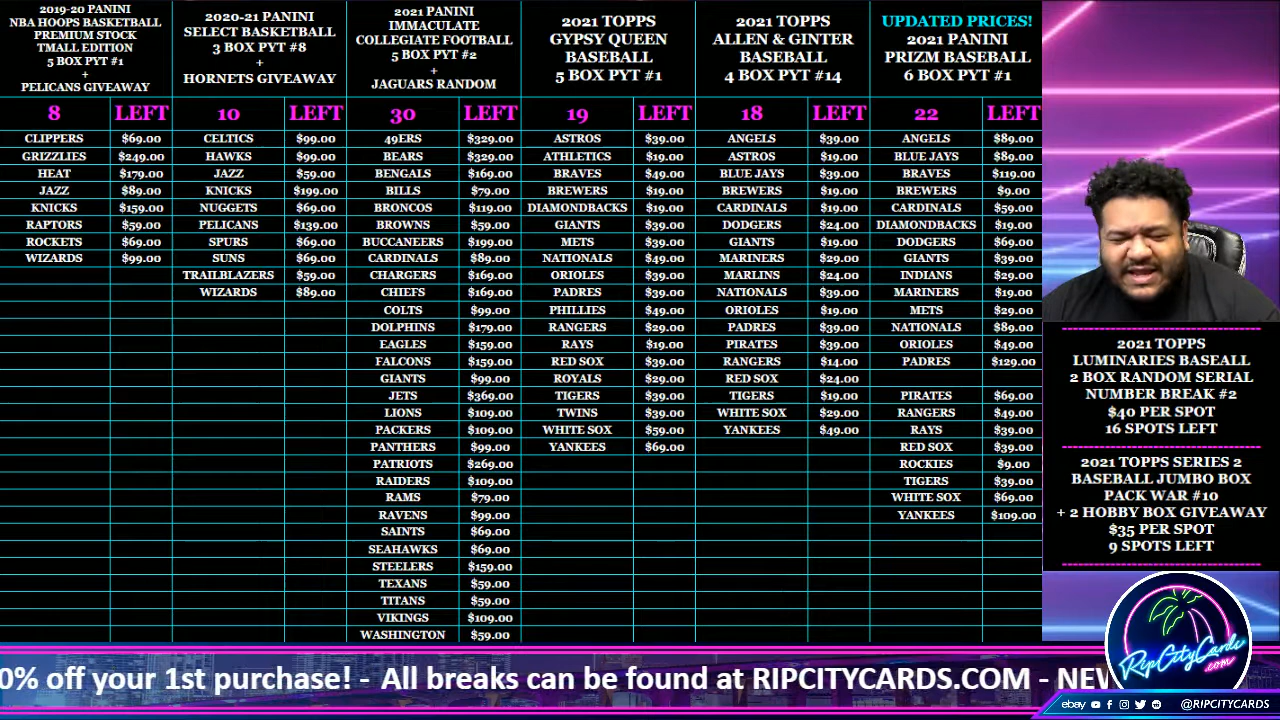 2019-20 PANINI
NBA HOOPS BASKETBALL
PREMIUM STOCK
TMALL EDITION
5 BOX PYT #1
+
PELICANS GIVEAWAY
8 LEFT
CLIPPERS $69.00
GRIZZLIES $249.00
HEAT $179.00
JAZZ $89.00
KNICKS $159.00
RAPTORS $59.00
ROCKETS $69.00
WIZARDS $99.00
2020-21 PANINI
SELECT BASKETBALL
3 BOX PYT #8
+
HORNETS GIVEAWAY
10 LEFT
CELTICS $99.00
HAWKS $99.00
JAZZ $59.00
KNICKS $199.00
NUGGETS $69.00
PELICANS $139.00
SPURS $69.00
SUNS $69.00
TRAILBLAZERS $59.00
WIZARDS $89.00
2021 PANINI
IMMACULATE
COLLEGIATE FOOTBALL
5 BOX PYT #2
+
JAGUARS RANDOM
30 LEFT
49ERS $329.00
BEARS $329.00
BENGALS $169.00
BILLS $79.00
BRONCOS $119.00
BROWNS $59.00
BUCCANEERS $199.00
CARDINALS $89.00
CHARGERS $169.00
CHIEFS $169.00
COLTS $99.00
DOLPHINS $179.00
EAGLES $159.00
FALCONS $159.00
GIANTS $99.00
JETS $369.00
LIONS $109.00
PACKERS $109.00
PANTHERS $99.00
PATRIOTS $269.00
RAIDERS $109.00
RAMS $79.00
RAVENS $99.00
SAINTS $69.00
SEAHAWKS $69.00
STEELERS $159.00
TEXANS $59.00
TITANS $59.00
VIKINGS $109.00
WASHINGTON $59.00
2021 TOPPS
GYPSY QUEEN
BASEBALL
5 BOX PYT #1
19 LEFT
ASTROS $39.00
ATHLETICS $19.00
BRAVES $49.00
BREWERS $19.00
DIAMONDBACKS $19.00
GIANTS $39.00
METS $39.00
NATIONALS $49.00
ORIOLES $39.00
PADRES $39.00
PHILLIES $49.00
RANGERS $29.00
RAYS $19.00
RED SOX $39.00
ROYALS $29.00
TIGERS $39.00
TWINS $39.00
WHITE SOX $59.00
YANKEES $69.00
2021 TOPPS
ALLEN & GINTER
BASEBALL
4 BOX PYT #14
18 LEFT
ANGELS $39.00
ASTROS $19.00
BLUE JAYS $39.00
BREWERS $19.00
CARDINALS $19.00
DODGERS $24.00
GIANTS $19.00
MARINERS $29.00
MARLINS $24.00
NATIONALS $39.00
ORIOLES $19.00
PADRES $39.00
PIRATES $39.00
RANGERS $14.00
RED SOX $24.00
TIGERS $19.00
WHITE SOX $29.00
YANKEES $49.00
UPDATED PRICES!
2021 PANINI
PRIZM BASEBALL
6 BOX PYT #1
22 LEFT
ANGELS $89.00
BLUE JAYS $89.00
BRAVES $119.00
BREWERS $9.00
CARDINALS $59.00
DIAMONDBACKS $19.00
DODGERS $69.00
GIANTS $39.00
INDIANS $29.00
MARINERS $19.00
METS $29.00
NATIONALS $89.00
ORIOLES $49.00
PADRES $129.00
PIRATES $69.00
RANGERS $49.00
RAYS $39.00
RED SOX $39.00
ROCKIES $9.00
TIGERS $39.00
WHITE SOX $69.00
YANKEES $109.00
2021 TOPPS
LUMINARIES BASEALL
2 BOX RANDOM SERIAL
NUMBER BREAK #2
$40 PER SPOT
16 SPOTS LEFT
2021 TOPPS SERIES 2
BASEBALL JUMBO BOX
PACK WAR #10
+ 2 HOBBY BOX GIVEAWAY
$35 PER SPOT
9 SPOTS LEFT
0% off your 1st purchase! - All breaks can be found at RIPCITYCARDS.COM - NEW
RipCityCards
.com
ebay @RIPCITYCARDS